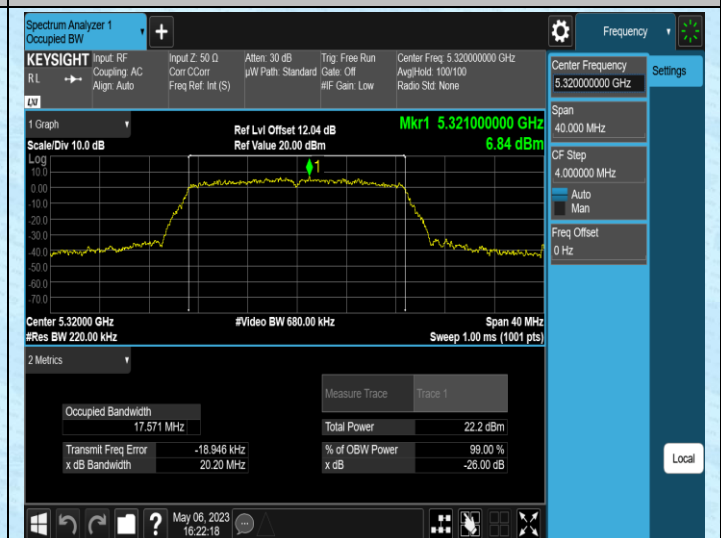 Spectrum Analyzer 1
Occupied BW
+
Frequency
KEYSIGHT
R L
LXI
Input: RF
Coupling: AC
Align: Auto
Input Z: 50 Ω
Corr CCorr
Freq Ref: Int (S)
Atten: 30 dB
µW Path: Standard
Trig: Free Run
Gate: Off
#IF Gain: Low
Center Freq: 5.320000000 GHz
Avg|Hold: 100/100
Radio Std: None
Center Frequency
5.320000000 GHz
Settings
Span
40.000 MHz
CF Step
4.000000 MHz
Auto
Man
Freq Offset
0 Hz
1 Graph
Scale/Div 10.0 dB
Ref Lvl Offset 12.04 dB
Ref Value 20.00 dBm
Mkr1 5.321000000 GHz
6.84 dBm
Log
10.0
0.00
-10.0
-20.0
-30.0
-40.0
-50.0
-60.0
-70.0
1
Center 5.32000 GHz
#Res BW 220.00 kHz
#Video BW 680.00 kHz
Span 40 MHz
Sweep 1.00 ms (1001 pts)
2 Metrics
Measure Trace Trace 1
Occupied Bandwidth
17.571 MHz
Total Power 22.2 dBm
Transmit Freq Error -18.946 kHz
% of OBW Power 99.00 %
x dB Bandwidth 20.20 MHz
x dB -26.00 dB
Local
?
May 06, 2023
16:22:18